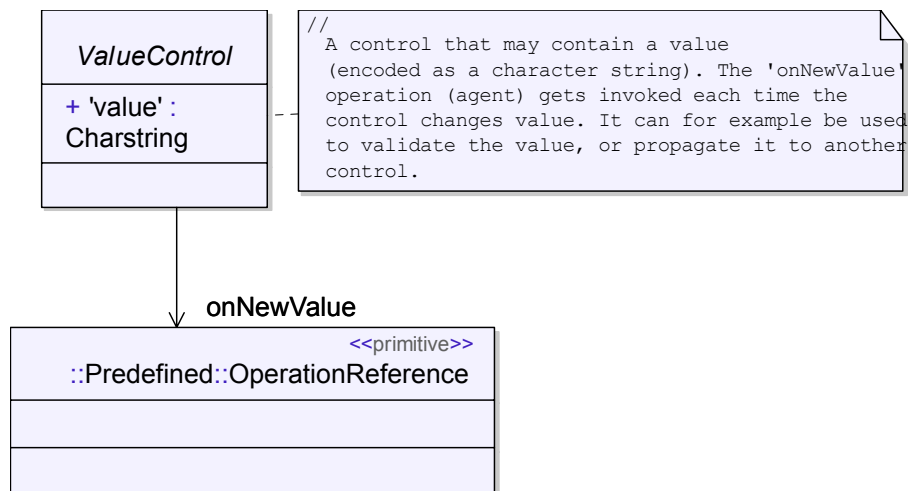 ValueControl
+ 'value' :
Charstring
//
A control that may contain a value
(encoded as a character string). The 'onNewValue'
operation (agent) gets invoked each time the
control changes value. It can for example be used
to validate the value, or propagate it to another
control.
onNewValue
<<primitive>>
::Predefined::OperationReference